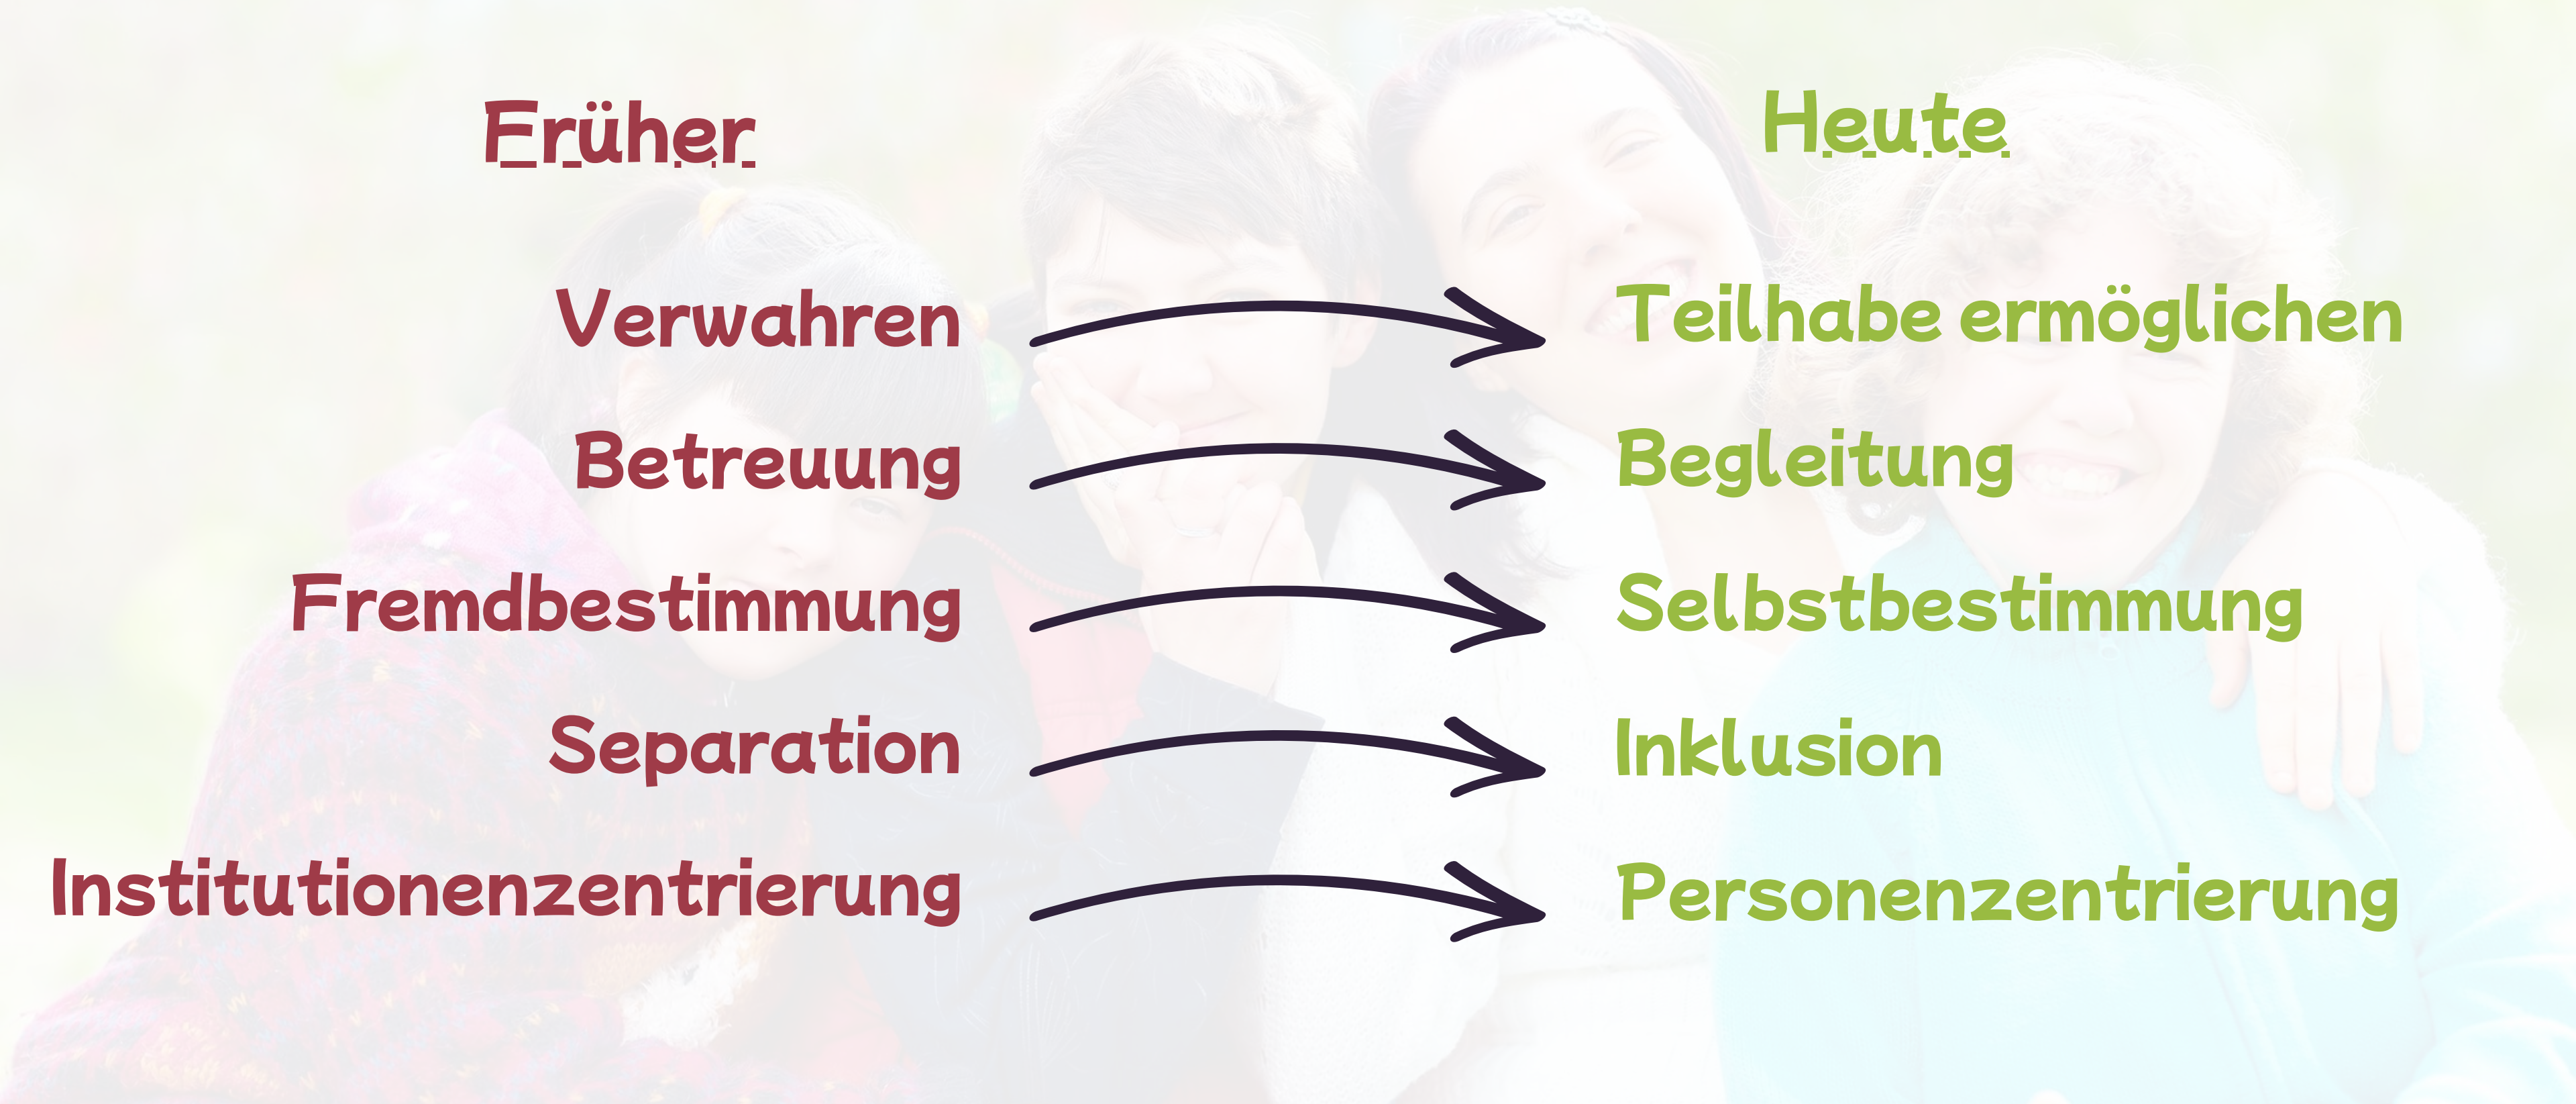 Früher Heute
Verwahren Teilhabe ermöglichen
Betreuung Begleitung
Fremdbestimmung Selbstbestimmung
Separation Inklusion
Institutionenzentrierung Personenzentrierung